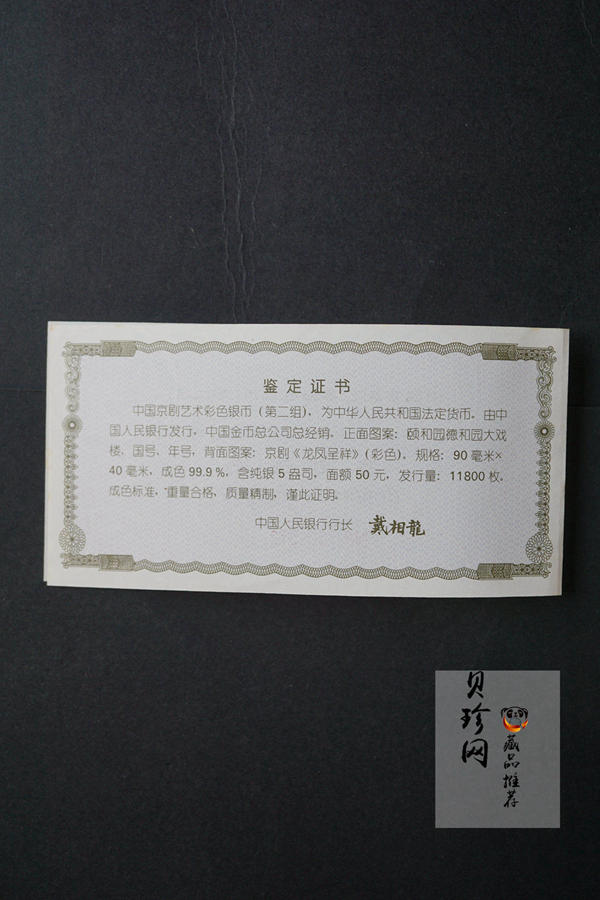 鉴定证书
中国京剧艺术彩色银币（第二组），为中华人民共和国法定货币。由中
国人民银行发行，中国金币总公司总经销，正面图案：颐和园德和园大戏
楼、国号、年号，背面图案：京剧《龙凤呈祥》（彩色）。规格：90毫米×
40毫米，成色99.9%，含纯银5盎司，面额50元，发行量：11800枚。
成色标准，重量合格，质量精制，谨此证明。
中国人民银行行长 戴相龍
贝珍网
藏品推荐